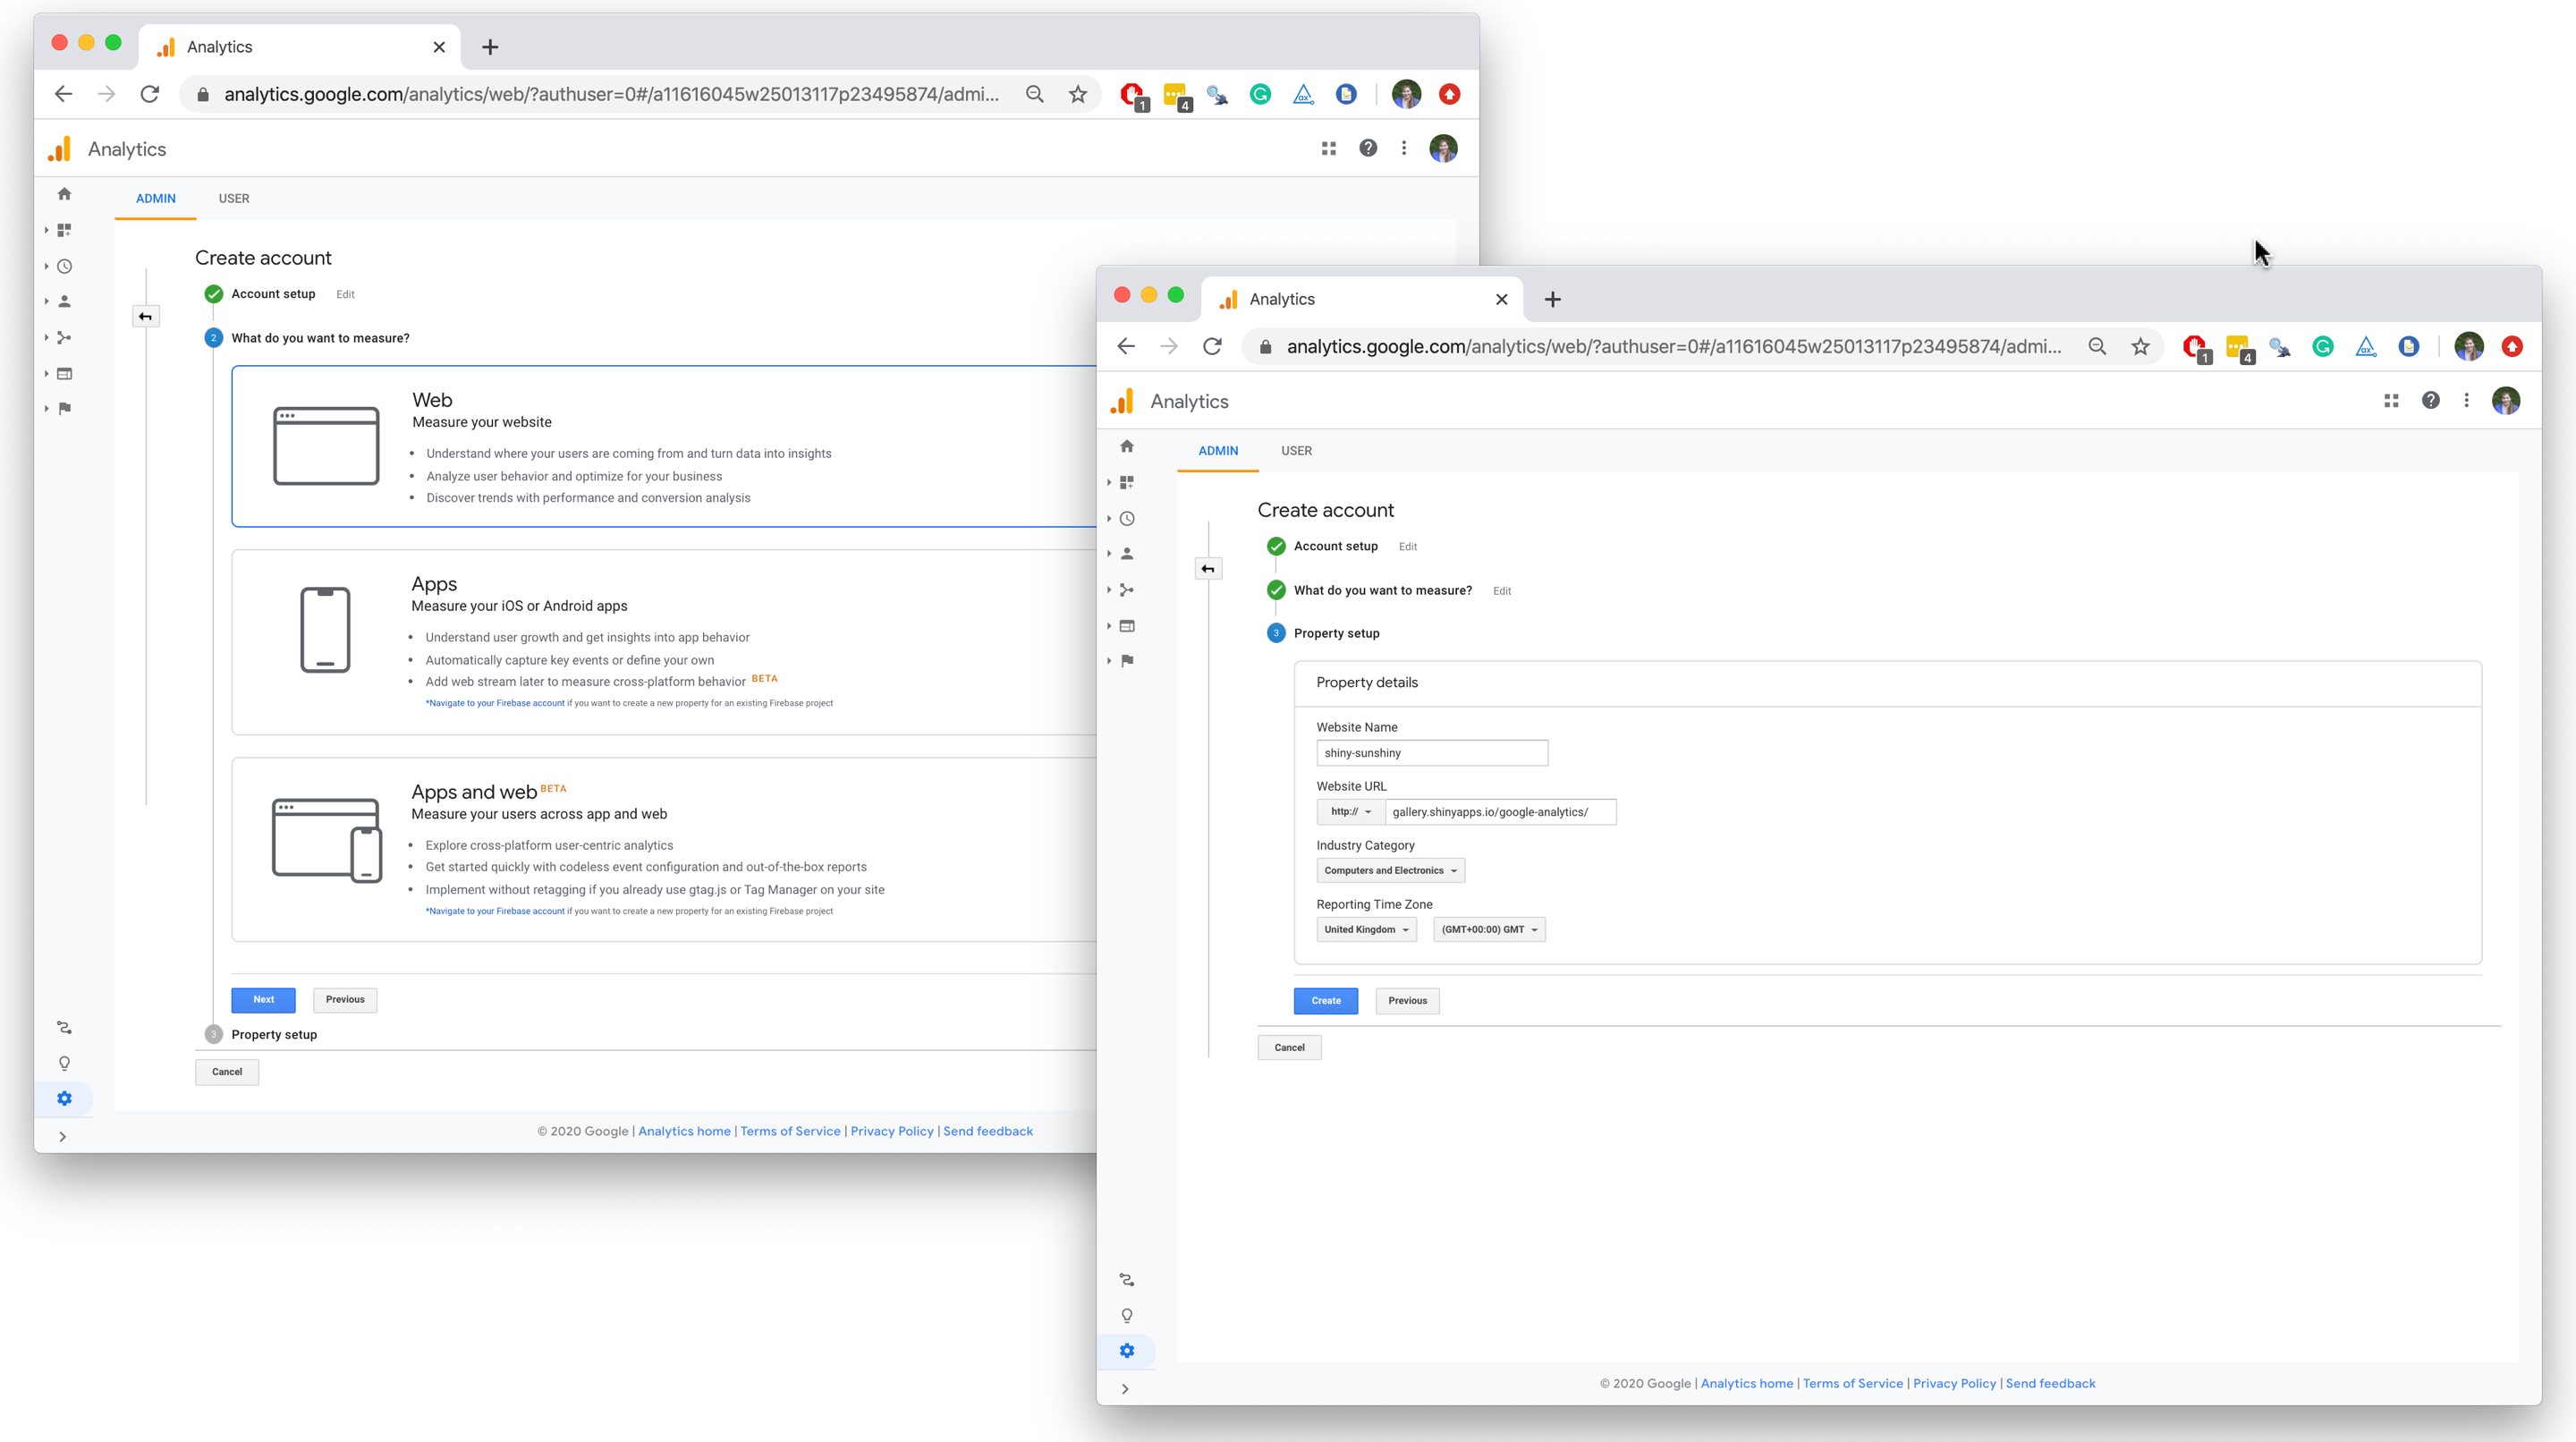 Analytics
analytics.google.com/analytics/web/?authuser=0#/a11616045w25013117p23495874/admi...
1
4
Analytics
ADMIN
USER
Create account
Account setup Edit
2 What do you want to measure?
Web
Measure your website
• Understand where your users are coming from and turn data into insights
• Analyze user behavior and optimize for your business
• Discover trends with performance and conversion analysis
Apps
Measure your iOS or Android apps
• Understand user growth and get insights into app behavior
• Automatically capture key events or define your own
• Add web stream later to measure cross-platform behavior BETA
*Navigate to your Firebase account if you want to create a new property for an existing Firebase project
Apps and web BETA
Measure your users across app and web
• Explore cross-platform user-centric analytics
• Get started quickly with codeless event configuration and out-of-the-box reports
• Implement without retagging if you already use gtag.js or Tag Manager on your site
*Navigate to your Firebase account if you want to create a new property for an existing Firebase project
Next
Previous
3 Property setup
Cancel
© 2020 Google | Analytics home | Terms of Service | Privacy Policy | Send feedback
Analytics
analytics.google.com/analytics/web/?authuser=0#/a11616045w25013117p23495874/admi...
1
4
Analytics
ADMIN
USER
Create account
Account setup Edit
What do you want to measure? Edit
3 Property setup
Property details
Website Name
shiny-sunshiny
Website URL
http://
gallery.shinyapps.io/google-analytics/
Industry Category
Computers and Electronics
Reporting Time Zone
United Kingdom
(GMT+00:00) GMT
Create
Previous
Cancel
© 2020 Google | Analytics home | Terms of Service | Privacy Policy | Send feedback